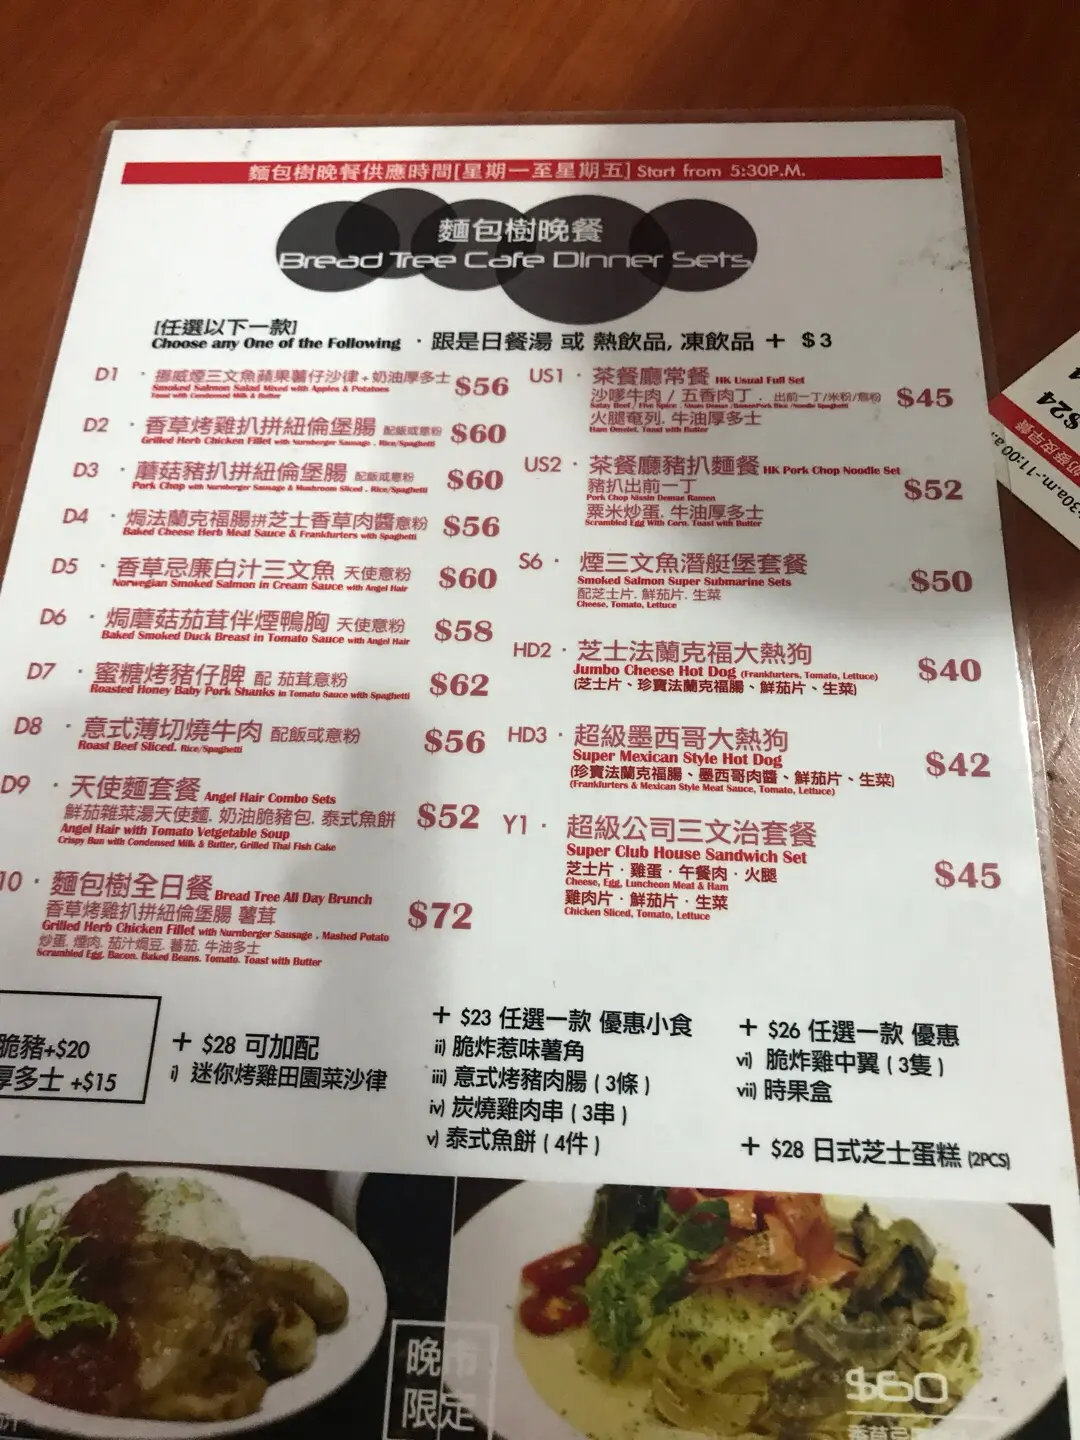 麵包樹晚餐供應時間[星期一至星期五] Start from 5:30P.M.
麵包樹晚餐
Bread Tree Cafe Dinner Sets
[任選以下一款]
Choose any One of the Following · 跟是日餐湯 或 熱飲品, 凍飲品 + $3
D1 · 挪威煙三文魚蘋果薯仔沙律+奶油厚多士 $56
Smoked Salmon Salad Mixed with Apples & Potatoes
Toast with Condensed Milk & Butter
D2 · 香草烤雞扒拼紐倫堡腸 配飯或意粉 $60
Grilled Herb Chicken Fillet with Nurnberger Sausage . Rice/Spaghetti
D3 · 蘑菇豬扒拼紐倫堡腸 配飯或意粉 $60
Pork Chop with Nurnberger Sausage & Mushroom Sliced . Rice/Spaghetti
D4 · 焗法蘭克福腸拼芝士香草肉醬意粉 $56
Baked Cheese Herb Meat Sauce & Frankfurters with Spaghetti
D5 · 香草忌廉白汁三文魚 天使意粉 $60
Norwegian Smoked Salmon in Cream Sauce with Angel Hair
D6 · 焗蘑菇茄茸伴煙鴨胸 天使意粉 $58
Baked Smoked Duck Breast in Tomato Sauce with Angel Hair
D7 · 蜜糖烤豬仔髀 配 茄茸意粉 $62
Roasted Honey Baby Pork Shanks in Tomato Sauce with Spaghetti
D8 · 意式薄切燒牛肉 配飯或意粉 $56
Roast Beef Sliced. Rice/Spaghetti
D9 · 天使麵套餐 Angel Hair Combo Sets
鮮茄雜菜湯天使麵. 奶油脆豬包. 泰式魚餅 $52
Angel Hair with Tomato Vetgetable Soup
Crispy Bun with Condensed Milk & Butter, Grilled Thai Fish Cake
10 · 麵包樹全日餐 Bread Tree All Day Brunch
香草烤雞扒拼紐倫堡腸 薯茸 $72
Grilled Herb Chicken Fillet with Nurnberger Sausage . Mashed Potato
炒蛋. 煙肉. 茄汁焗豆. 蕃茄. 牛油多士
Scrambled Egg. Bacon. Baked Beans. Tomato. Toast with Butter
US1 · 茶餐廳常餐 HK Usual Full Set
沙嗲牛肉 / 五香肉丁 . 出前一丁/米粉/意粉 $45
火腿奄列. 牛油厚多士
Ham Omelet. Toast with Butter
US2 · 茶餐廳豬扒麵餐 HK Pork Chop Noodle Set
豬扒出前一丁 $52
Pork Chop Nissin Demae Ramen
粟米炒蛋. 牛油厚多士
Scrambled Egg With Corn. Toast with Butter
S6 · 煙三文魚潛艇堡套餐
Smoked Salmon Super Submarine Sets $50
配芝士片. 鮮茄片. 生菜
Cheese, Tomato, Lettuce
HD2 · 芝士法蘭克福大熱狗
Jumbo Cheese Hot Dog (Frankfurters, Tomato, Lettuce) $40
(芝士片、珍寶法蘭克福腸、鮮茄片、生菜)
HD3 · 超級墨西哥大熱狗
Super Mexican Style Hot Dog $42
(珍寶法蘭克福腸、墨西哥肉醬、鮮茄片、生菜)
(Frankfurters & Mexican Style Meat Sauce, Tomato, Lettuce)
Y1 · 超級公司三文治套餐
Super Club House Sandwich Set
芝士片 · 雞蛋 · 午餐肉 · 火腿 $45
Cheese, Egg, Luncheon Meat & Ham
雞肉片 · 鮮茄片 · 生菜
Chicken Sliced, Tomato, Lettuce
脆豬+$20
厚多士 +$15
+ $28 可加配
i) 迷你烤雞田園菜沙律
+ $23 任選一款 優惠小食
ii) 脆炸惹味薯角
iii) 意式烤豬肉腸 ( 3條 )
iv) 炭燒雞肉串 ( 3串 )
v) 泰式魚餅 ( 4件 )
+ $26 任選一款 優惠
vi) 脆炸雞中翼 ( 3隻 )
vii) 時果盒
+ $28 日式芝士蛋糕 (2PCS)
晚市
限定
$60
$24
:30a.m.-11:00 a.